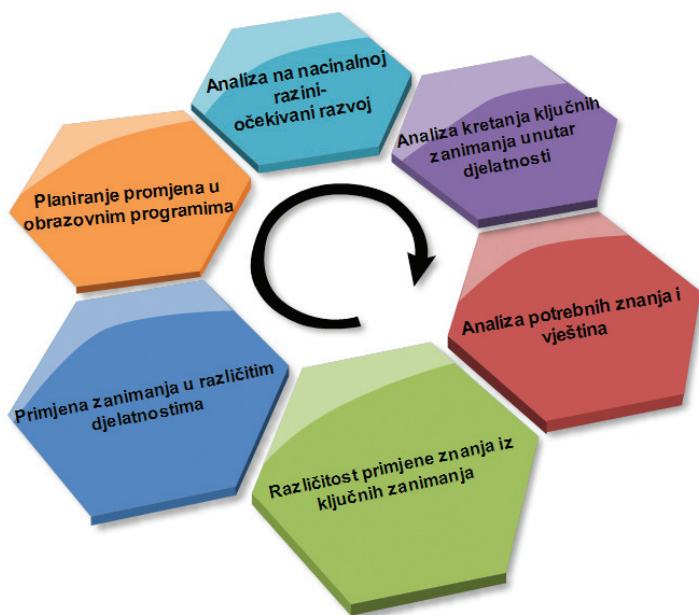 Analiza na nacinalnoj
razini-
očekivani razvoj
Analiza kretanja ključnih
zanimanja unutar
djelatnosti
Analiza potrebnih znanja i
vještina
Različitost primjene znanja iz
ključnih zanimanja
Primjena zanimanja u različitim
djelatnostima
Planiranje promjena u
obrazovnim programima